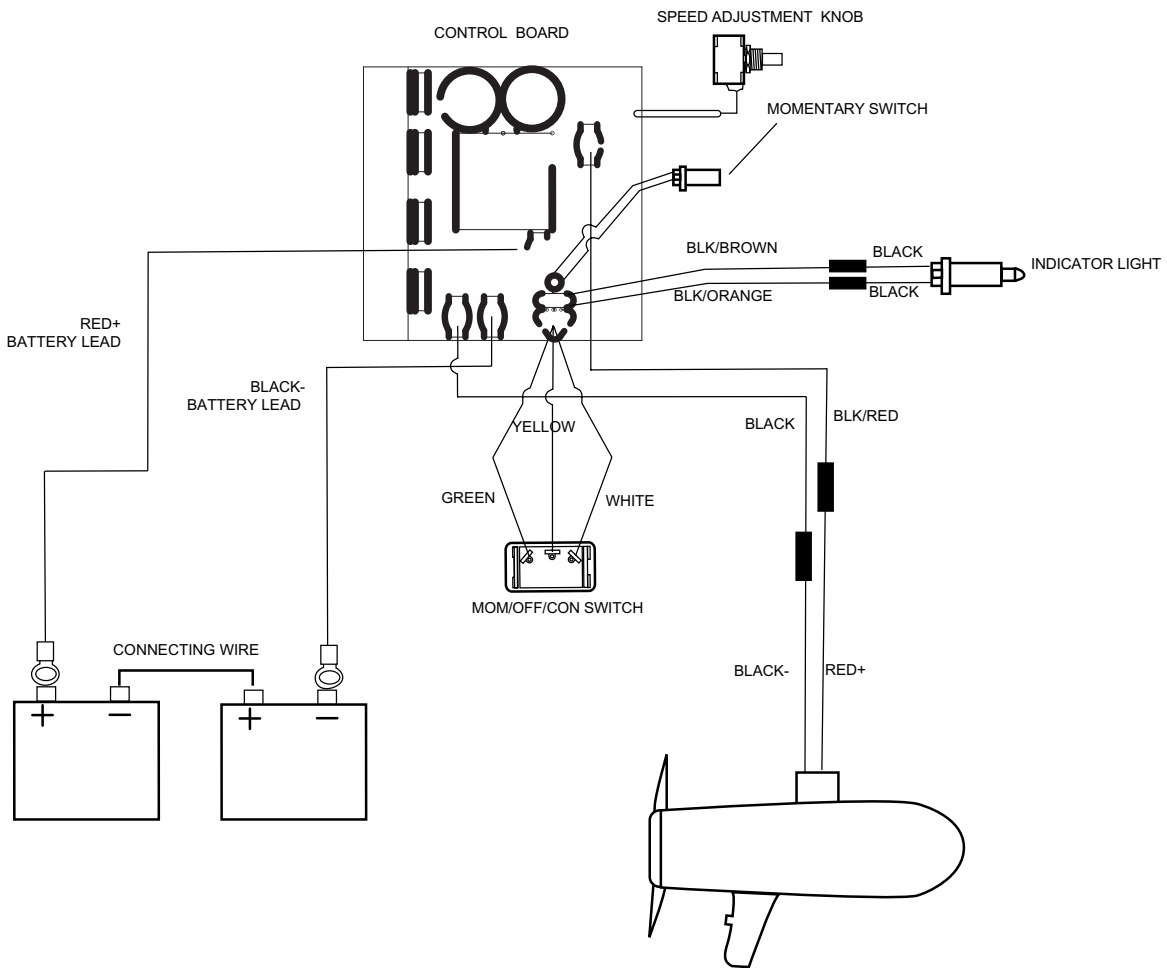 SPEED ADJUSTMENT KNOB
CONTROL BOARD
MOMENTARY SWITCH
BLK/BROWN
BLACK
INDICATOR LIGHT
BLK/ORANGE
BLACK
RED+
BATTERY LEAD
BLACK-
BATTERY LEAD
YELLOW
BLACK
BLK/RED
GREEN
WHITE
MOM/OFF/CON SWITCH
CONNECTING WIRE
BLACK-
RED+
+
−
+
−